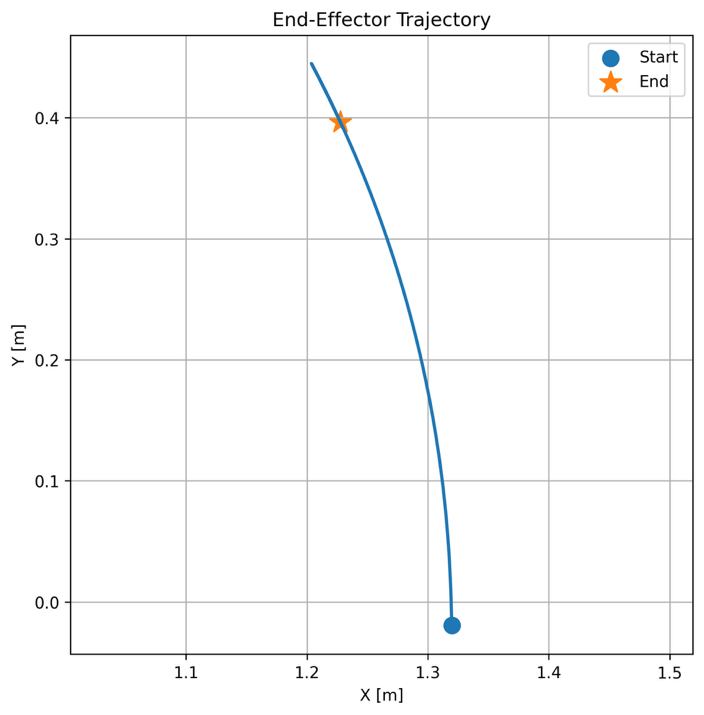 End-Effector Trajectory
Start
End
0.4
0.3
0.2
0.1
0.0
Y [m]
1.1 1.2 1.3 1.4 1.5
X [m]